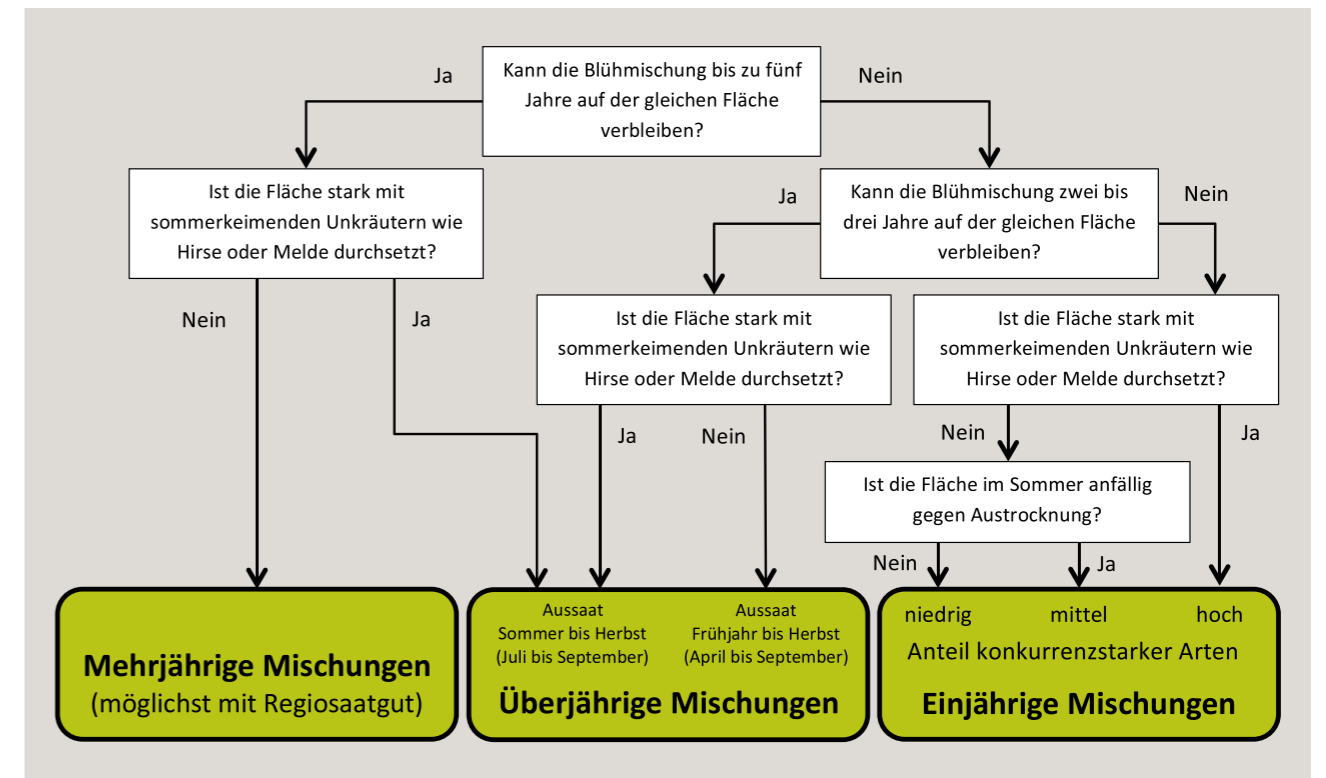 Ja
Kann die Blühmischung bis zu fünf
Jahre auf der gleichen Fläche
verbleiben?
Nein
Ist die Fläche stark mit
sommerkeimenden Unkräutern wie
Hirse oder Melde durchsetzt?
Ja
Kann die Blühmischung zwei bis
drei Jahre auf der gleichen Fläche
verbleiben?
Nein
Nein
Ja
Ist die Fläche stark mit
sommerkeimenden Unkräutern wie
Hirse oder Melde durchsetzt?
Ist die Fläche stark mit
sommerkeimenden Unkräutern wie
Hirse oder Melde durchsetzt?
Ja
Nein
Nein
Ja
Ist die Fläche im Sommer anfällig
gegen Austrocknung?
Nein
Ja
Mehrjährige Mischungen
(möglichst mit Regiosaatgut)
Aussaat
Sommer bis Herbst
(Juli bis September)
Aussaat
Frühjahr bis Herbst
(April bis September)
Überjährige Mischungen
niedrig mittel hoch
Anteil konkurrenzstarker Arten
Einjährige Mischungen